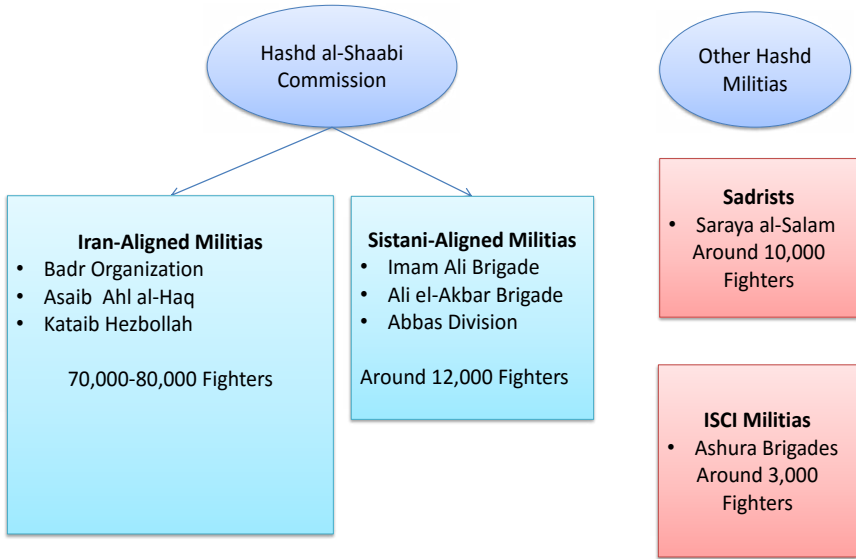 Hashd al-Shaabi
Commission
Other Hashd
Militias
Iran-Aligned Militias
• Badr Organization
• Asaib  Ahl al-Haq
• Kataib Hezbollah
70,000-80,000 Fighters
Sistani-Aligned Militias
• Imam Ali Brigade
• Ali el-Akbar Brigade
• Abbas Division
Around 12,000 Fighters
Sadrists
• Saraya al-Salam
Around 10,000
Fighters
ISCI Militias
• Ashura Brigades
Around 3,000
Fighters